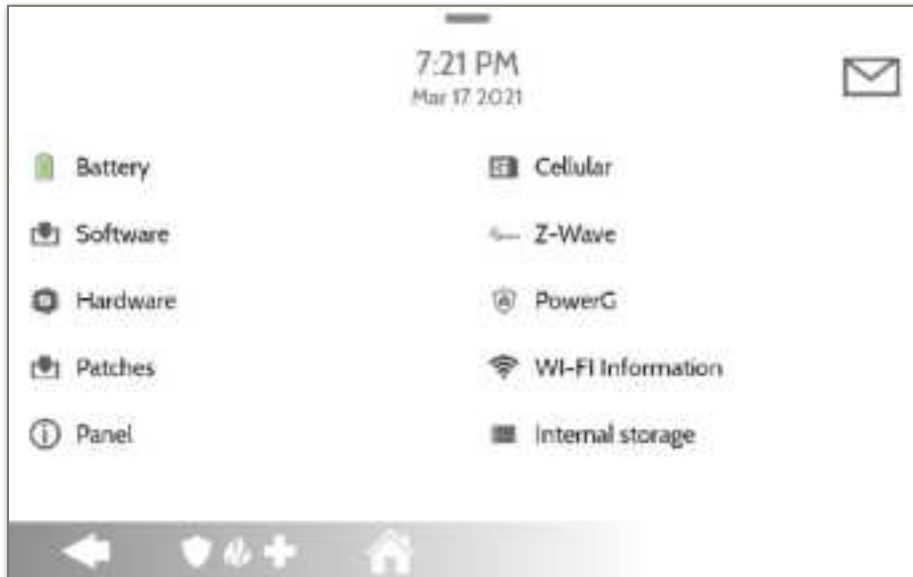 7:21 PM
Mar 17 2021
Battery
Cellular
Software
Z-Wave
Hardware
PowerG
Patches
WI-FI Information
Panel
Internal storage